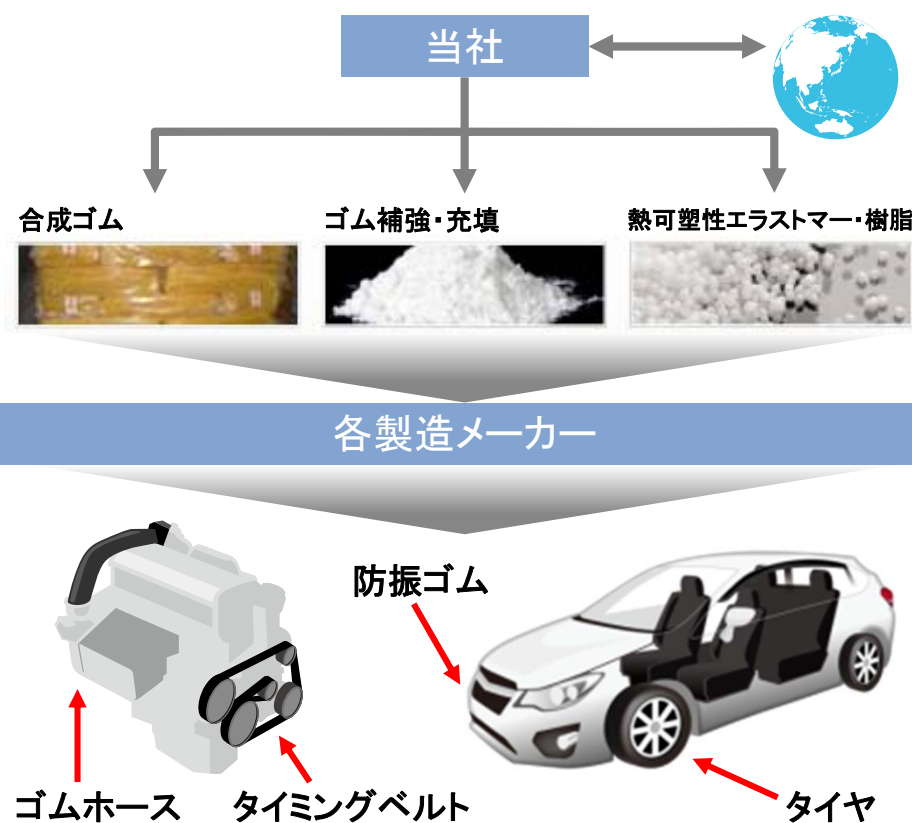 当社
合成ゴム
ゴム補強・充填
熱可塑性エラストマー・樹脂
各製造メーカー
防振ゴム
ゴムホース
タイミングベルト
タイヤ